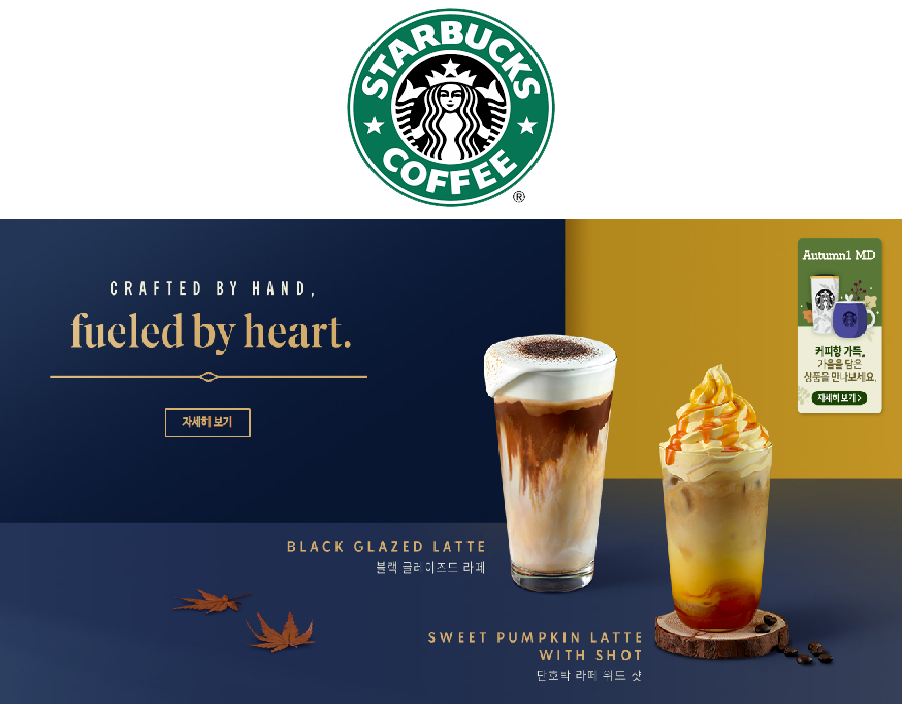 STARBUCKS
COFFEE
®
CRAFTED BY HAND,
fueled by heart.
자세히 보기
Autumn1 MD
커피향 가득,
가을을 담은
상품을 만나보세요.
자세히 보기 >
BLACK GLAZED LATTE
블랙 글레이즈드 라떼
SWEET PUMPKIN LATTE
WITH SHOT
단호박 라떼 위드 샷